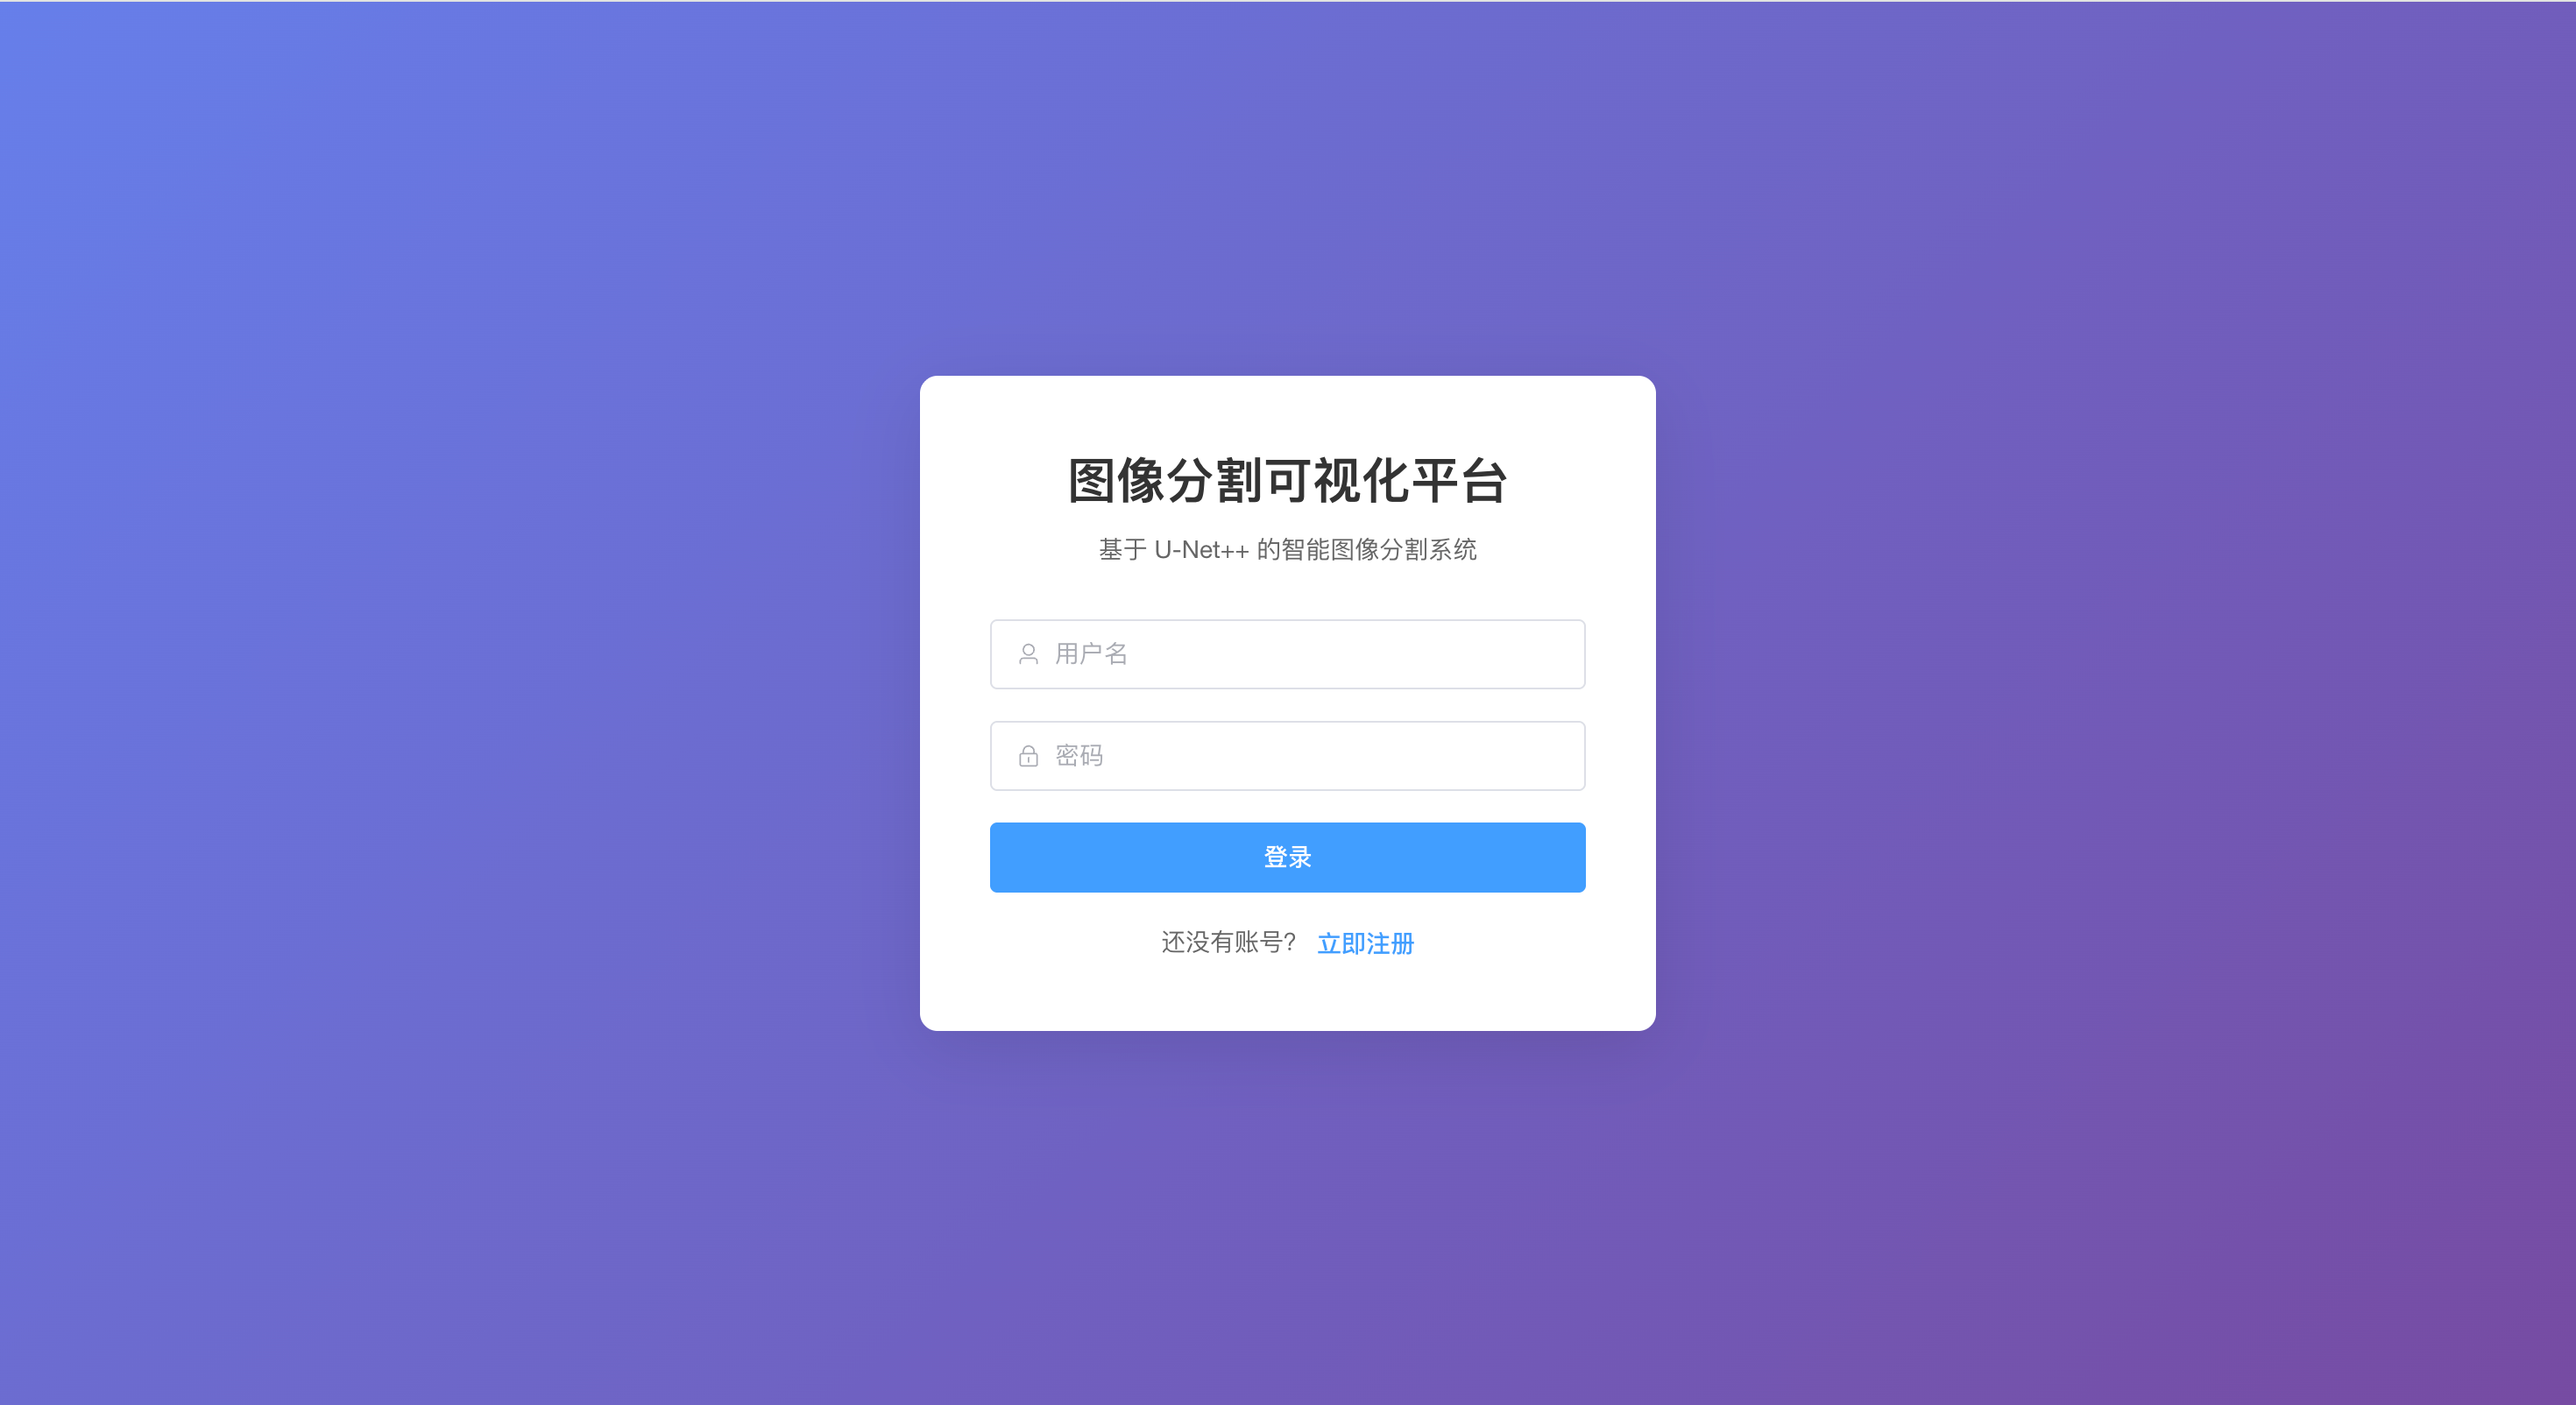 图像分割可视化平台
基于 U-Net++ 的智能图像分割系统
用户名
密码
登录
还没有账号? 立即注册